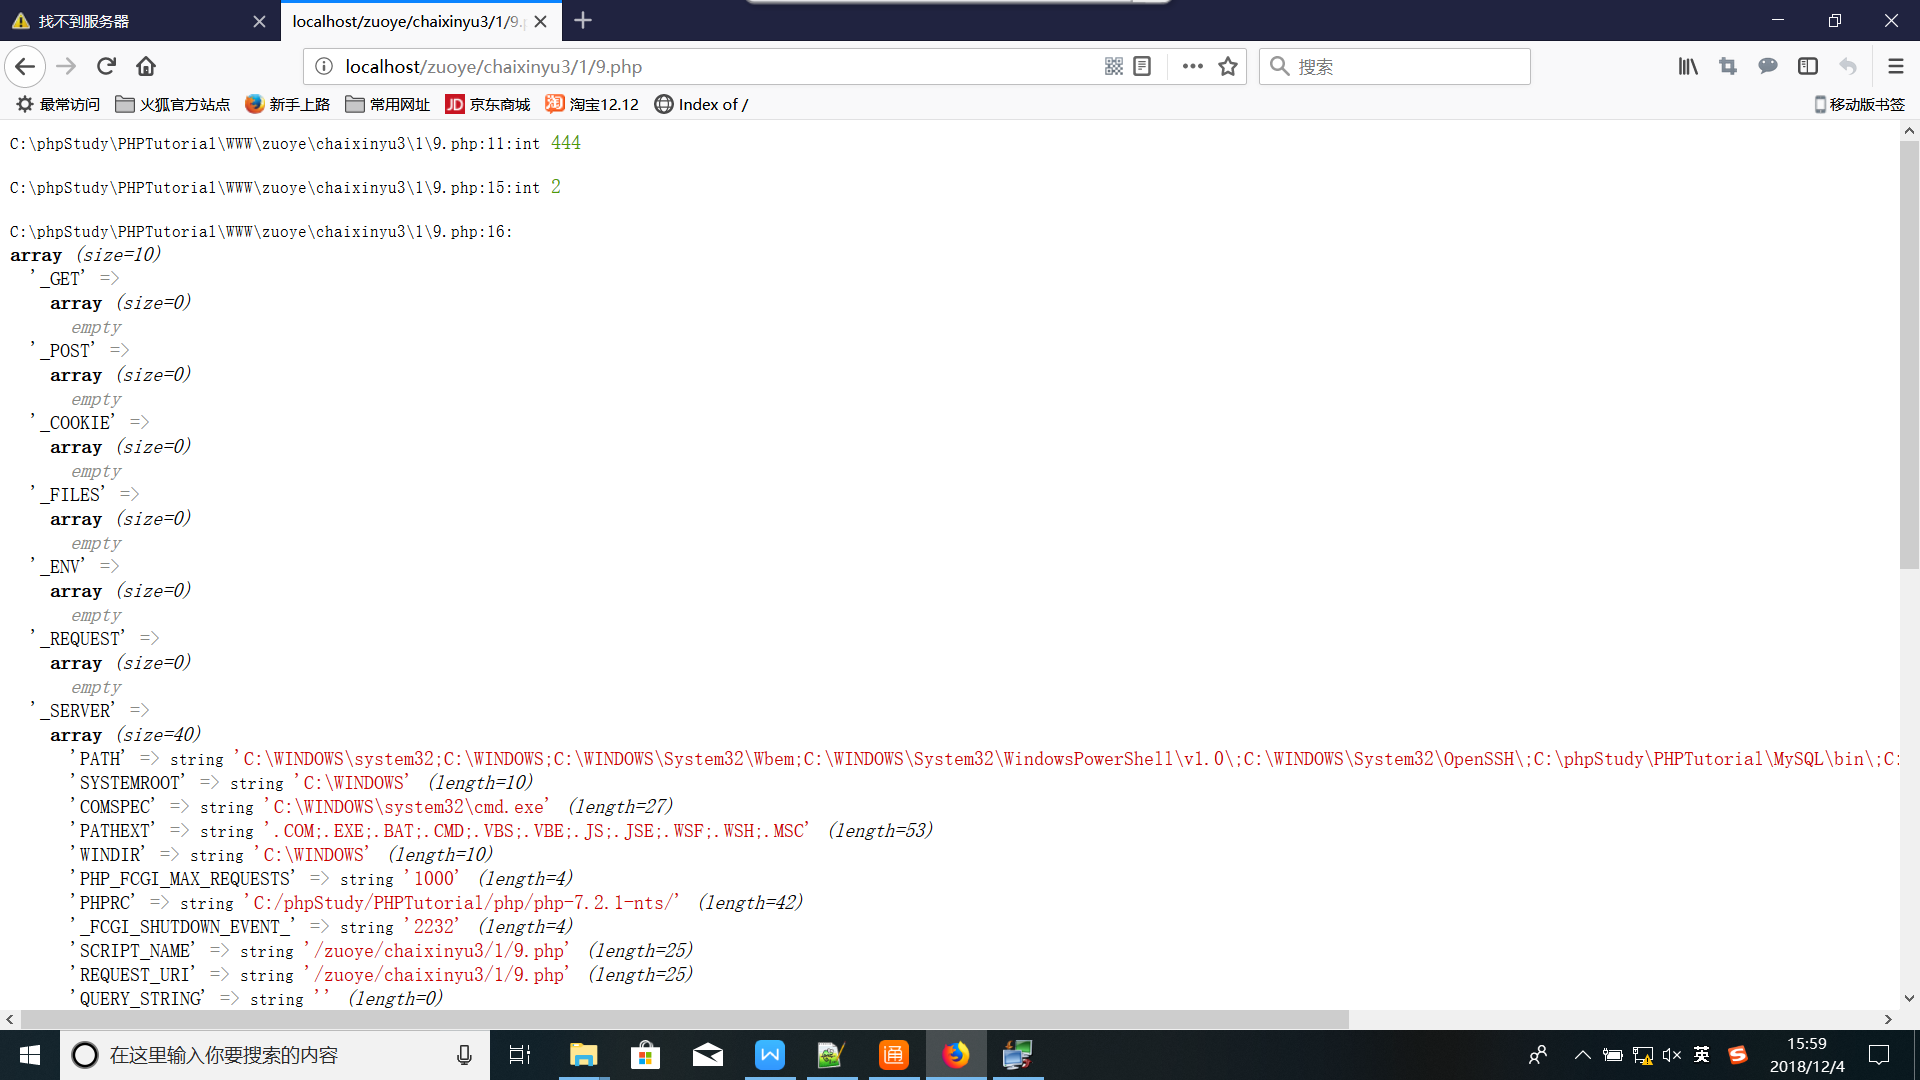 找不到服务器
localhost/zuoye/chaixinyu3/1/9.
localhost/zuoye/chaixinyu3/1/9.php
搜索
最常访问 火狐官方站点 新手上路 常用网址 JD 京东商城 淘 淘宝12.12 Index of /
移动版书签
C:\phpStudy\PHPTutorial\WWW\zuoye\chaixinyu3\1\9.php:11:int 444
C:\phpStudy\PHPTutorial\WWW\zuoye\chaixinyu3\1\9.php:15:int 2
C:\phpStudy\PHPTutorial\WWW\zuoye\chaixinyu3\1\9.php:16:
array (size=10)
'_GET' =>
array (size=0)
empty
'_POST' =>
array (size=0)
empty
'_COOKIE' =>
array (size=0)
empty
'_FILES' =>
array (size=0)
empty
'_ENV' =>
array (size=0)
empty
'_REQUEST' =>
array (size=0)
empty
'_SERVER' =>
array (size=40)
'PATH' => string 'C:\WINDOWS\system32;C:\WINDOWS;C:\WINDOWS\System32\Wbem;C:\WINDOWS\System32\WindowsPowerShell\v1.0\;C:\WINDOWS\System32\OpenSSH\;C:\phpStudy\PHPTutorial\MySQL\bin\;C:
'SYSTEMROOT' => string 'C:\WINDOWS' (length=10)
'COMSPEC' => string 'C:\WINDOWS\system32\cmd.exe' (length=27)
'PATHEXT' => string '.COM;.EXE;.BAT;.CMD;.VBS;.VBE;.JS;.JSE;.WSF;.WSH;.MSC' (length=53)
'WINDIR' => string 'C:\WINDOWS' (length=10)
'PHP_FCGI_MAX_REQUESTS' => string '1000' (length=4)
'PHPRC' => string 'C:/phpStudy/PHPTutorial/php/php-7.2.1-nts/' (length=42)
'_FCGI_SHUTDOWN_EVENT_' => string '2232' (length=4)
'SCRIPT_NAME' => string '/zuoye/chaixinyu3/1/9.php' (length=25)
'REQUEST_URI' => string '/zuoye/chaixinyu3/1/9.php' (length=25)
'QUERY_STRING' => string '' (length=0)
在这里输入你要搜索的内容
英
15:59
2018/12/4